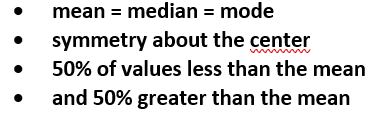 • mean = median = mode
• symmetry about the center
• 50% of values less than the mean
• and 50% greater than the mean